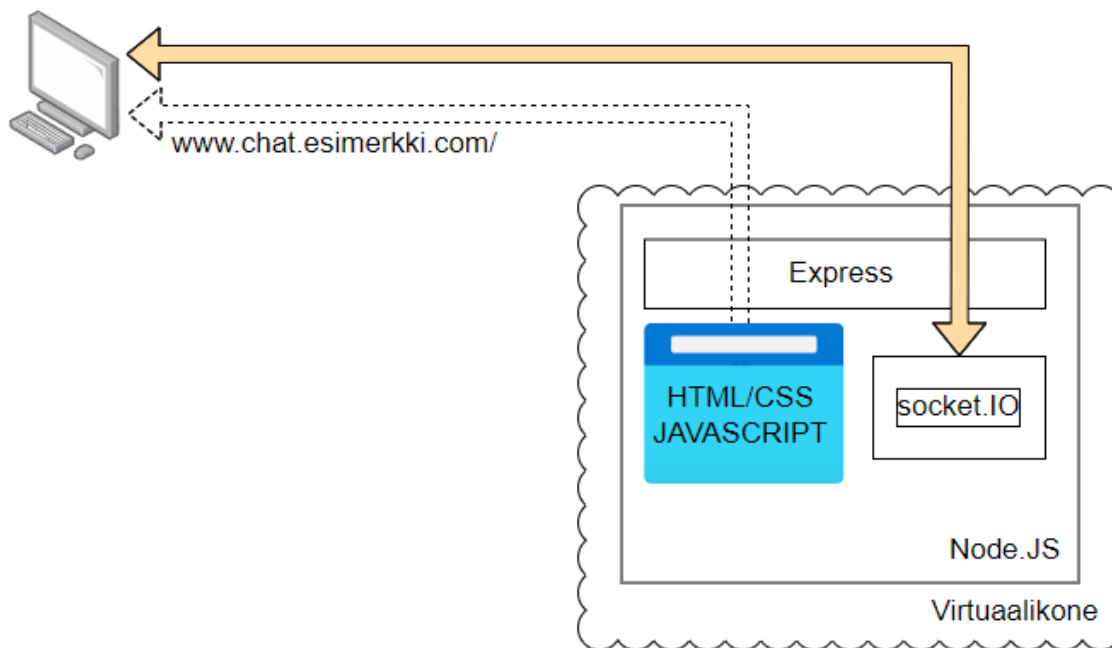 www.chat.esimerkki.com/
Express
HTML/CSS
JAVASCRIPT
socket.IO
Node.JS
Virtuaalikone